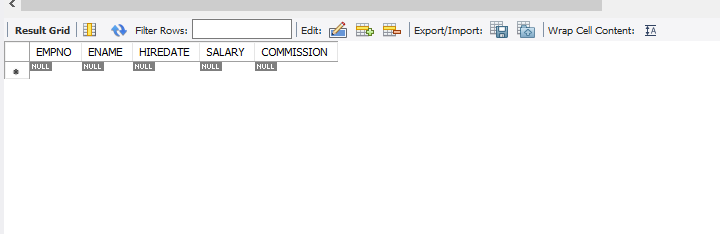 Result Grid Filter Rows: Edit: Export/Import: Wrap Cell Content: IA
EMPNO ENAME HIREDATE SALARY COMMISSION
NULL NULL NULL NULL NULL